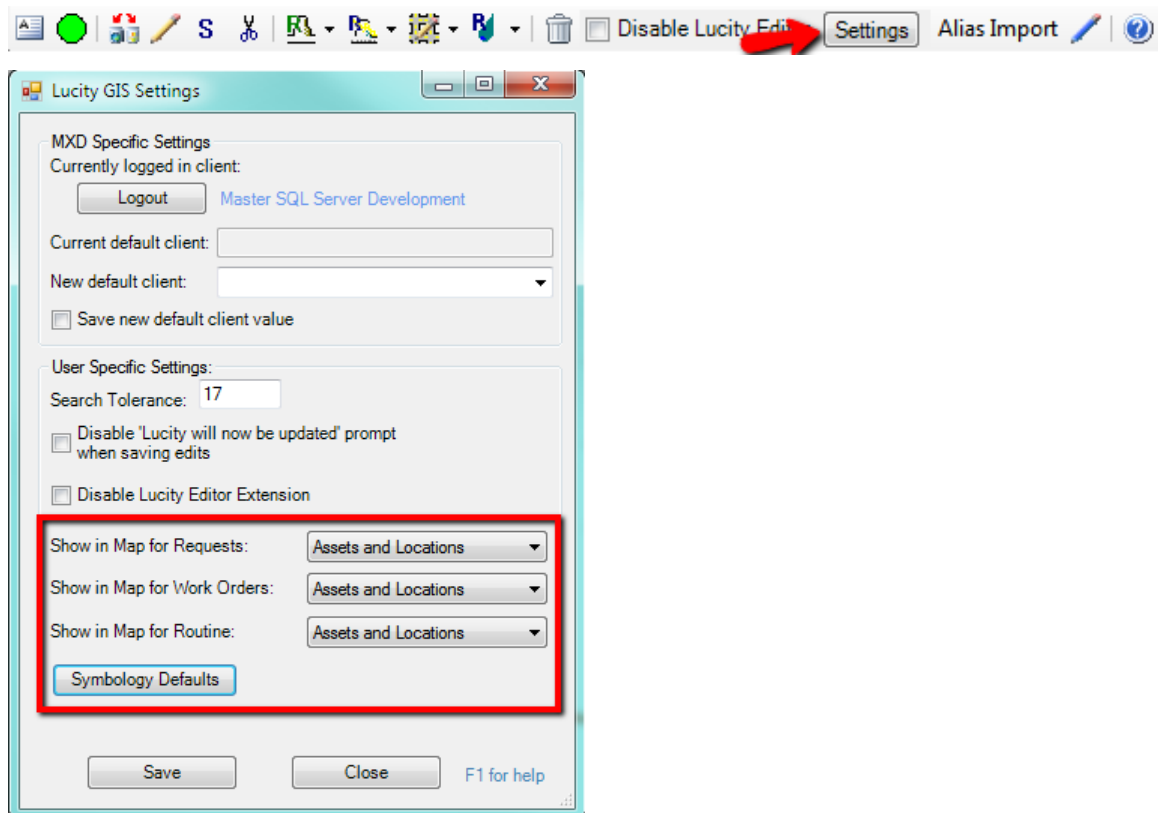 S Disable Lucity Settings Alias Import
Lucity GIS Settings
MXD Specific Settings
Currently logged in client:
Logout Master SQL Server Development
Current default client:
New default client:
Save new default client value
User Specific Settings:
Search Tolerance: 17
Disable 'Lucity will now be updated' prompt
when saving edits
Disable Lucity Editor Extension
Show in Map for Requests: Assets and Locations
Show in Map for Work Orders: Assets and Locations
Show in Map for Routine: Assets and Locations
Symbology Defaults
Save Close F1 for help